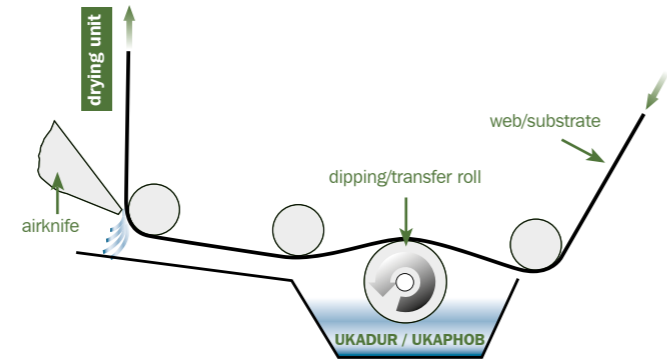 drying unit
web/substrate
dipping/transfer roll
airknife
UKADUR / UKAPHOB